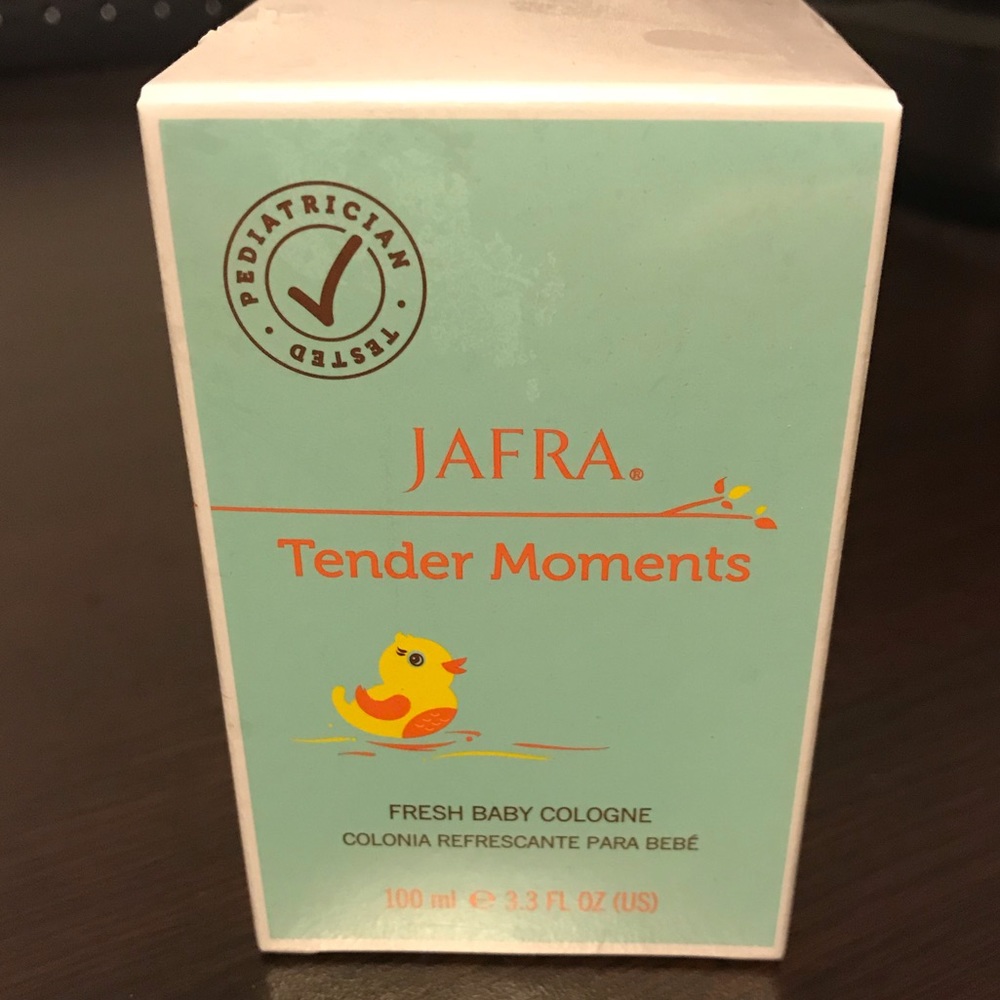 PEDIATRICIAN
• TESTED •
JAFRA®
Tender Moments
FRESH BABY COLOGNE
COLONIA REFRESCANTE PARA BEBÉ
100 ml ℮ 3.3 FL OZ (US)